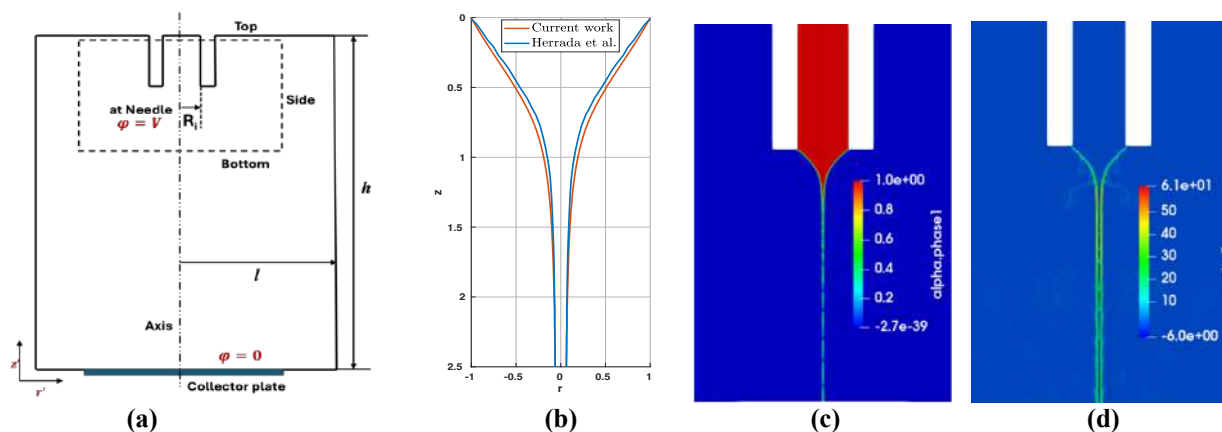 Top
Side
at Needle
φ = V
R_i
Bottom
h
l
Axis
φ = 0
z'
r'
Collector plate
(a)
0
0.5
1
1.5
2
2.5
z
-1
-0.5
0
0.5
1
r
Current work
Herrada et al.
(b)
1.0e+00
0.8
0.6
0.4
0.2
-2.7e-39
alpha.phase1
(c)
6.1e+01
50
40
30
20
10
-6.0e+00
(d)